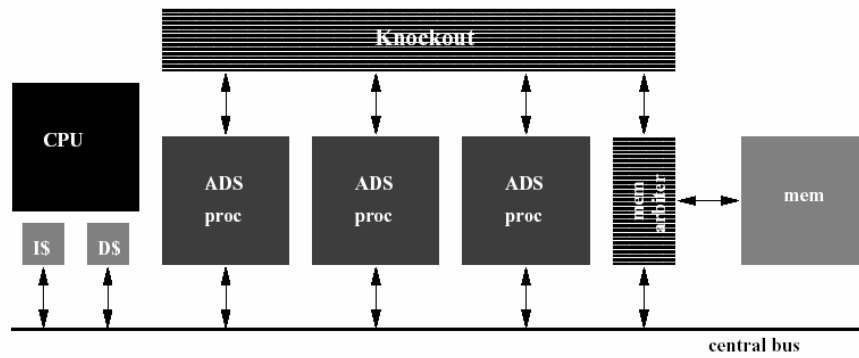 Knockout
CPU
ADS
proc
ADS
proc
ADS
proc
mem
arbiter
mem
I$
D$
central bus